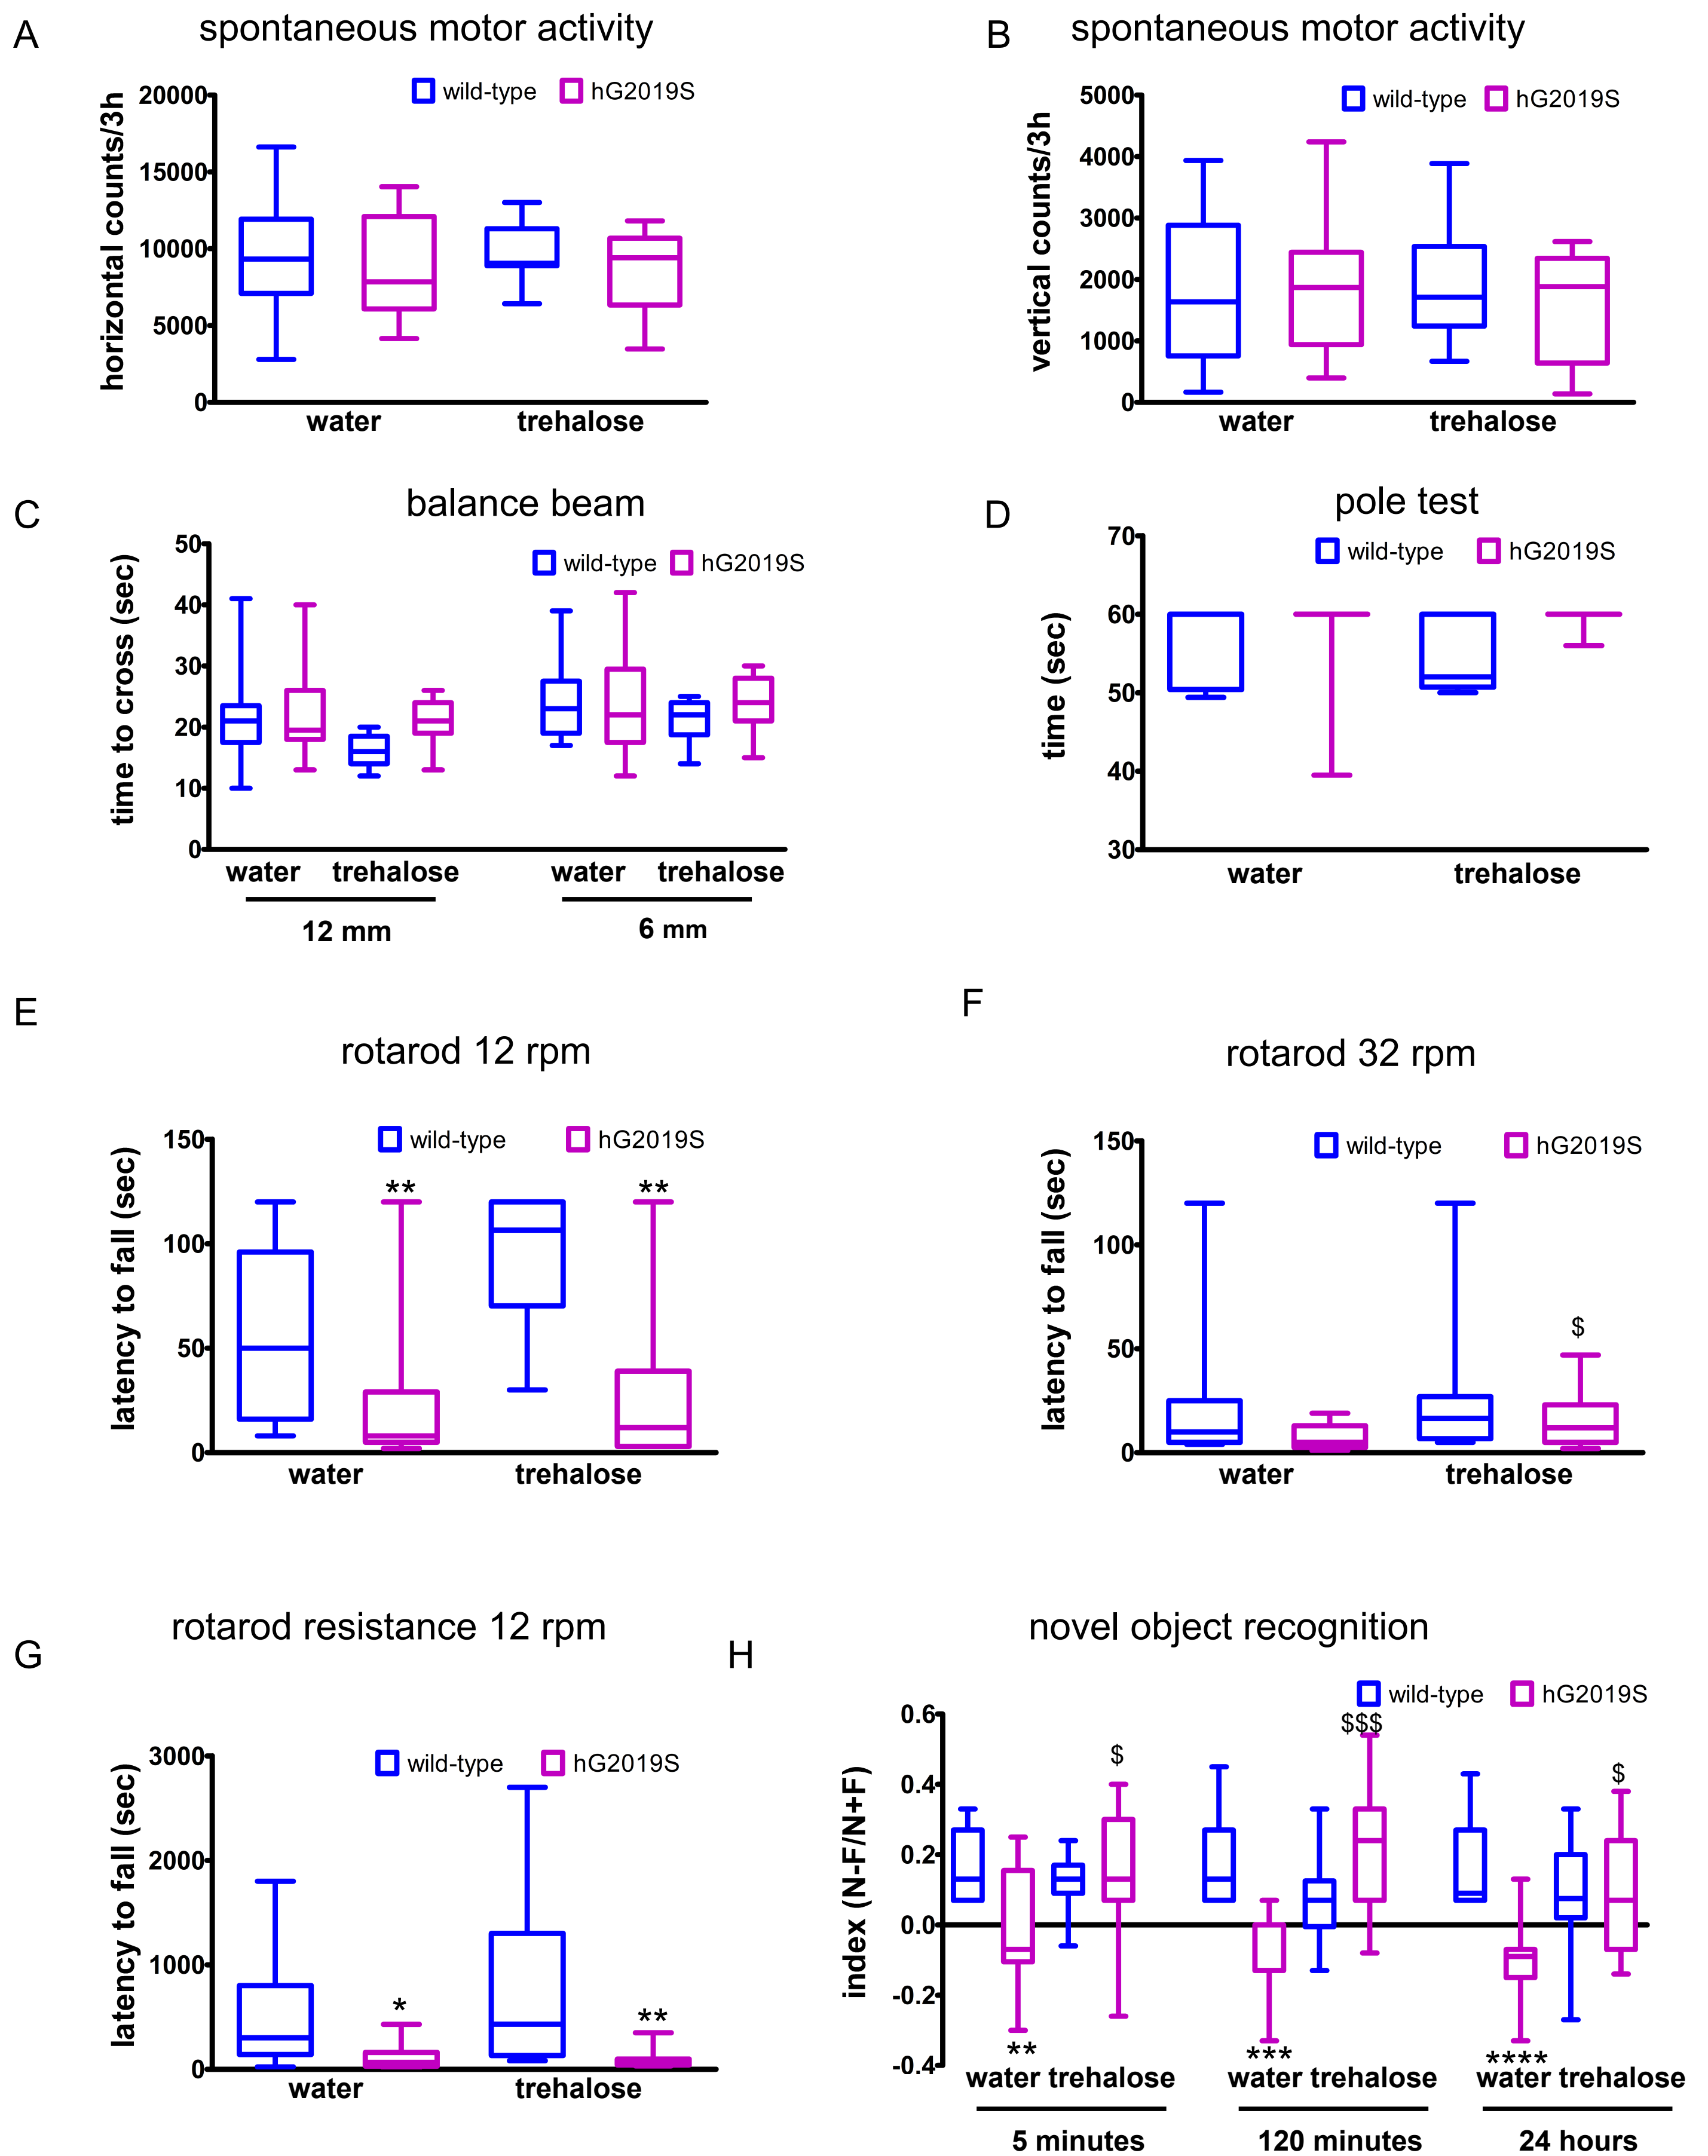 A
spontaneous motor activity
wild-type hG2019S
horizontal counts/3h
20000
15000
10000
5000
0
water trehalose
B
spontaneous motor activity
wild-type hG2019S
vertical counts/3h
5000
4000
3000
2000
1000
0
water trehalose
C
balance beam
wild-type hG2019S
time to cross (sec)
50
40
30
20
10
0
water trehalose water trehalose
12 mm 6 mm
D
pole test
wild-type hG2019S
time (sec)
70
60
50
40
30
water trehalose
E
rotarod 12 rpm
wild-type hG2019S
latency to fall (sec)
150
100
50
0
** **
water trehalose
F
rotarod 32 rpm
wild-type hG2019S
latency to fall (sec)
150
100
50
0
$
water trehalose
G
rotarod resistance 12 rpm
wild-type hG2019S
latency to fall (sec)
3000
2000
1000
0
* **
water trehalose
H
novel object recognition
wild-type hG2019S
index (N-F/N+F)
0.6
0.4
0.2
0.0
-0.2
-0.4
$ $$$ $
** *** ****
water trehalose water trehalose water trehalose
5 minutes 120 minutes 24 hours